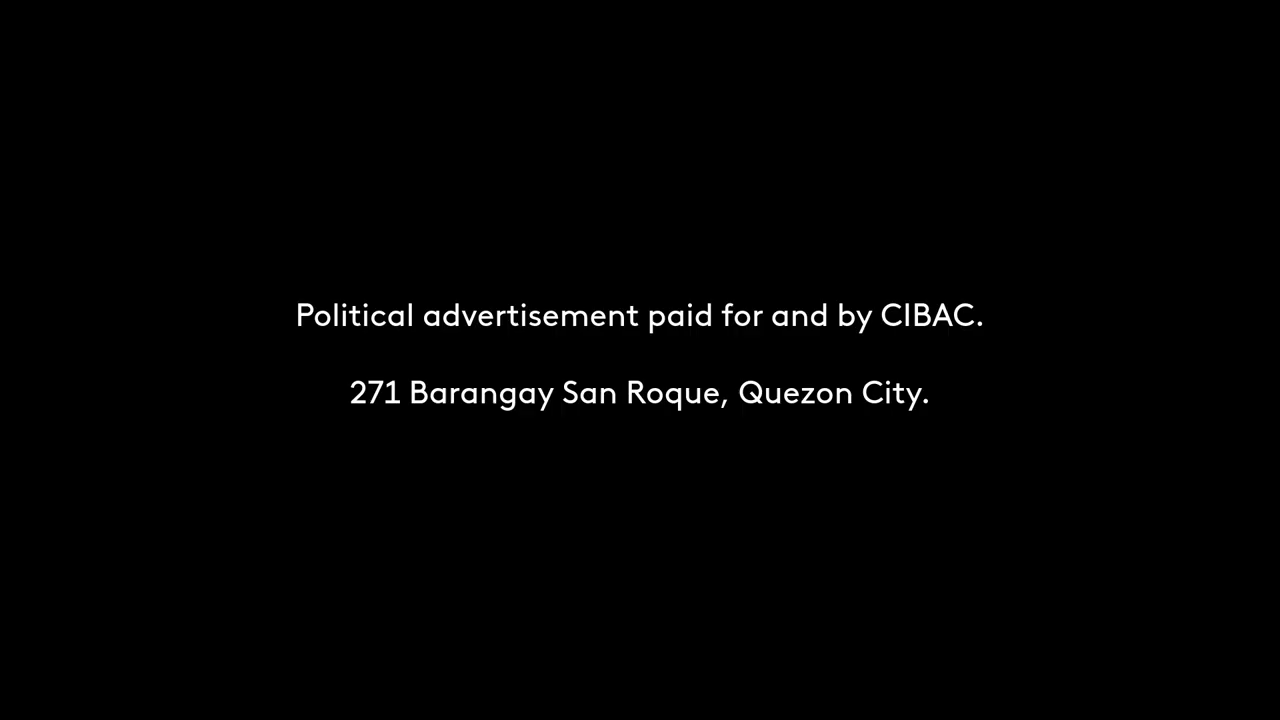 Political advertisement paid for and by CIBAC.
271 Barangay San Roque, Quezon City.